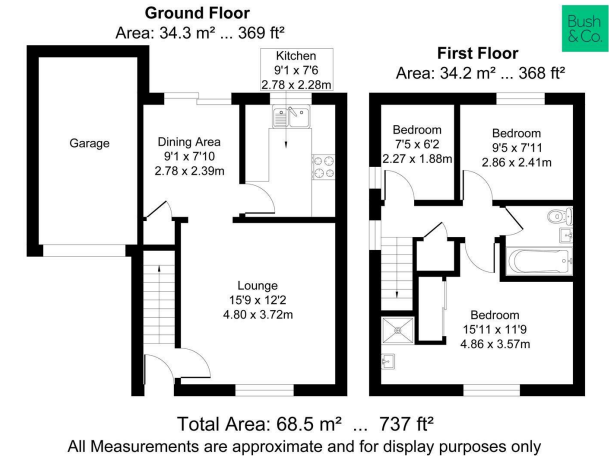 Ground Floor
Area: 34.3 m² ... 369 ft²
Bush
& Co.
First Floor
Area: 34.2 m² ... 368 ft²
Kitchen
9'1 x 7'6
2.78 x 2.28m
Garage
Dining Area
9'1 x 7'10
2.78 x 2.39m
Lounge
15'9 x 12'2
4.80 x 3.72m
Bedroom
7'5 x 6'2
2.27 x 1.88m
Bedroom
9'5 x 7'11
2.86 x 2.41m
Bedroom
15'11 x 11'9
4.86 x 3.57m
Total Area: 68.5 m² ... 737 ft²
All Measurements are approximate and for display purposes only